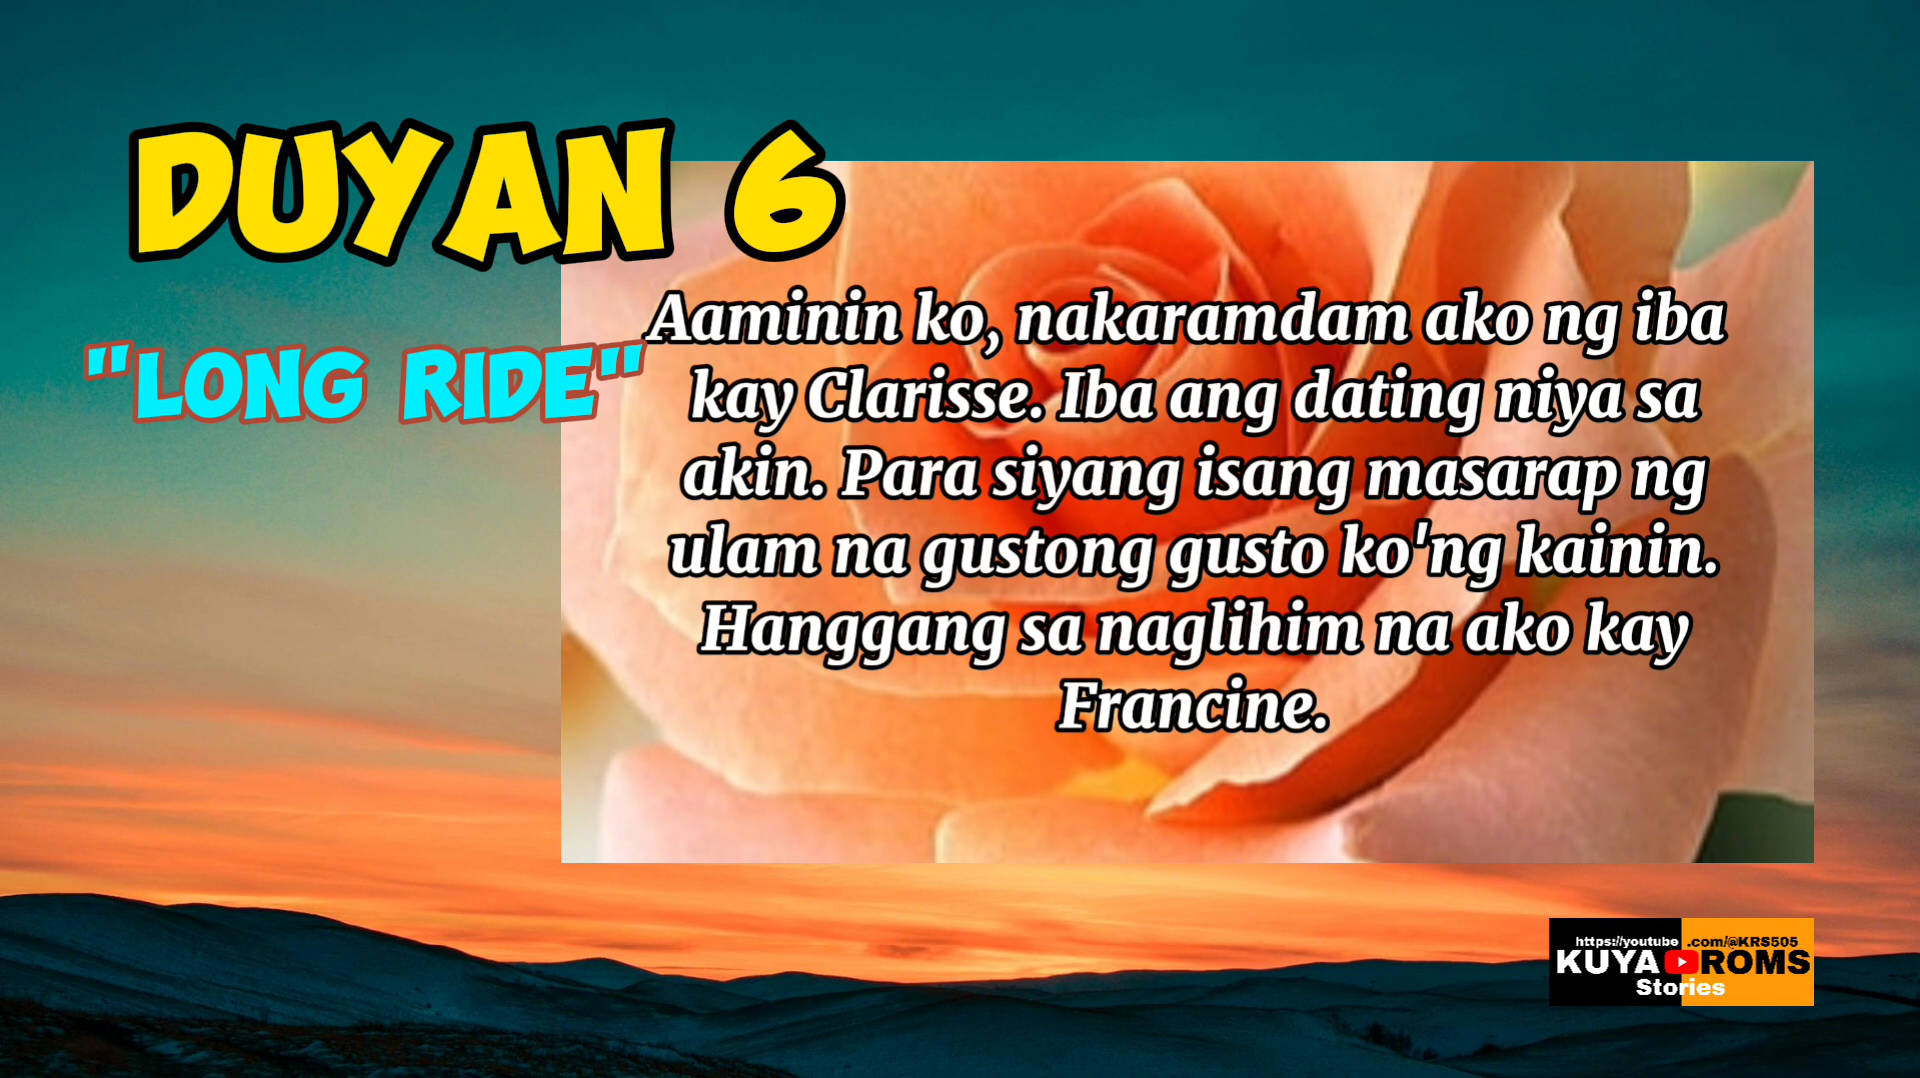 DUYAN 6
"LONG RIDE"
Aaminin ko, nakaramdam ako ng iba
kay Clarisse. Iba ang dating niya sa
akin. Para siyang isang masarap ng
ulam na gustong gusto ko'ng kainin.
Hanggang sa naglihim na ako kay
Francine.
https://youtube.com/@KRS505
KUYA ROMS
Stories